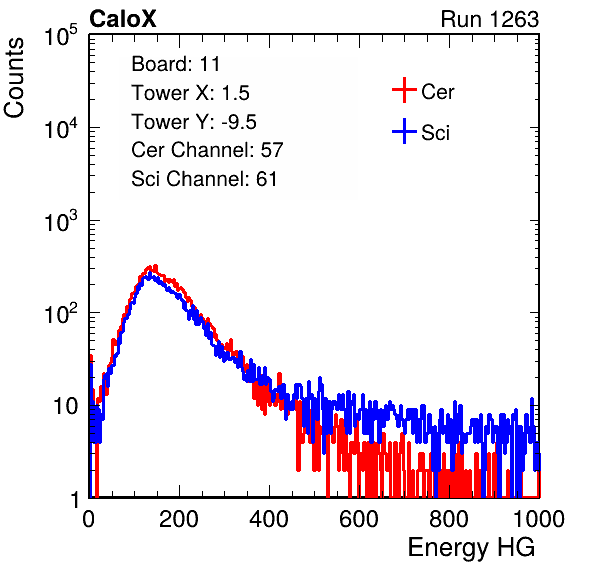 CaloX Run 1263
Counts
Board: 11
Tower X: 1.5
Tower Y: -9.5
Cer Channel: 57
Sci Channel: 61
Cer
Sci
10^5
10^4
10^3
10^2
10
1
0 200 400 600 800 1000
Energy HG